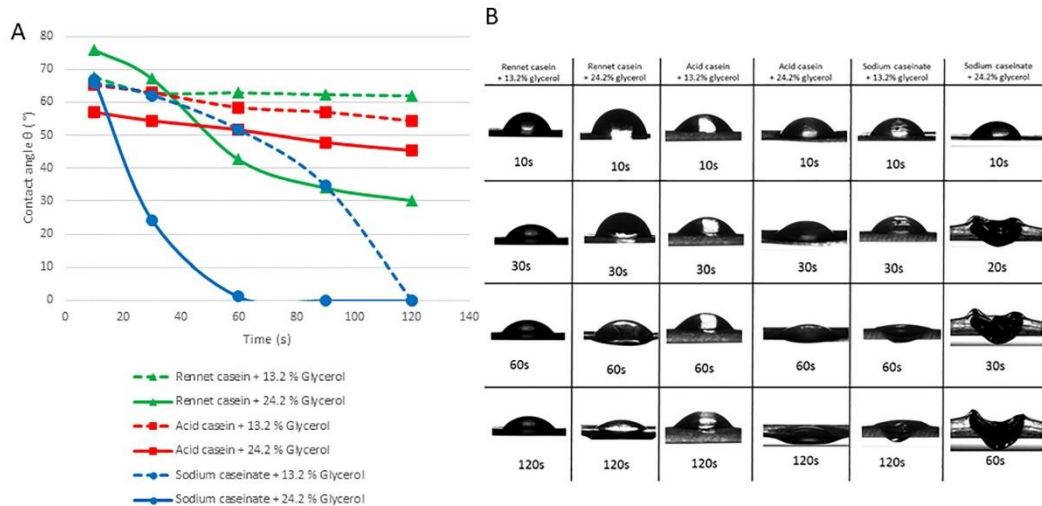 A
80
70
60
50
40
30
20
10
0
Contact angle θ (°)
0 20 40 60 80 100 120 140
Time (s)
Rennet casein + 13.2 % Glycerol
Rennet casein + 24.2 % Glycerol
Acid casein + 13.2 % Glycerol
Acid casein + 24.2 % Glycerol
Sodium caseinate + 13.2 % Glycerol
Sodium caseinate + 24.2 % Glycerol
B
Rennet casein Rennet casein Acid casein Acid casein Sodium caseinate Sodium caseinate
+ 13.2% glycerol + 24.2% glycerol + 13.2% glycerol + 24.2% glycerol + 13.2% glycerol + 24.2% glycerol
10s 10s 10s 10s 10s 10s
30s 30s 30s 30s 30s 20s
60s 60s 60s 60s 60s 30s
120s 120s 120s 120s 120s 60s